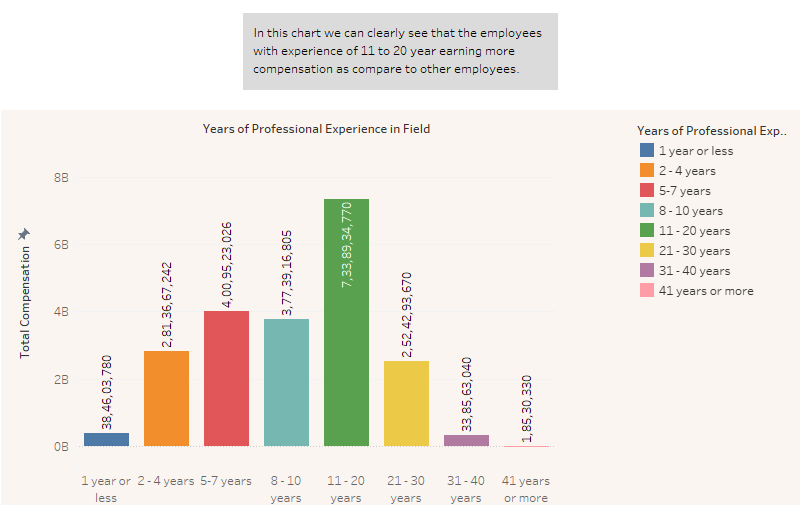 In this chart we can clearly see that the employees
with experience of 11 to 20 year earning more
compensation as compare to other employees.
Years of Professional Experience in Field
Years of Professional Exp..
1 year or less
2 - 4 years
5-7 years
8 - 10 years
11 - 20 years
21 - 30 years
31 - 40 years
41 years or more
Total Compensation
8B
6B
4B
2B
0B
38,46,03,780
2,81,36,67,242
4,00,95,23,026
3,77,39,16,805
7,33,89,34,770
2,52,42,93,670
33,85,63,040
1,85,30,330
1 year or
less
2 - 4 years
5-7 years
8 - 10
years
11 - 20
years
21 - 30
years
31 - 40
years
41 years
or more